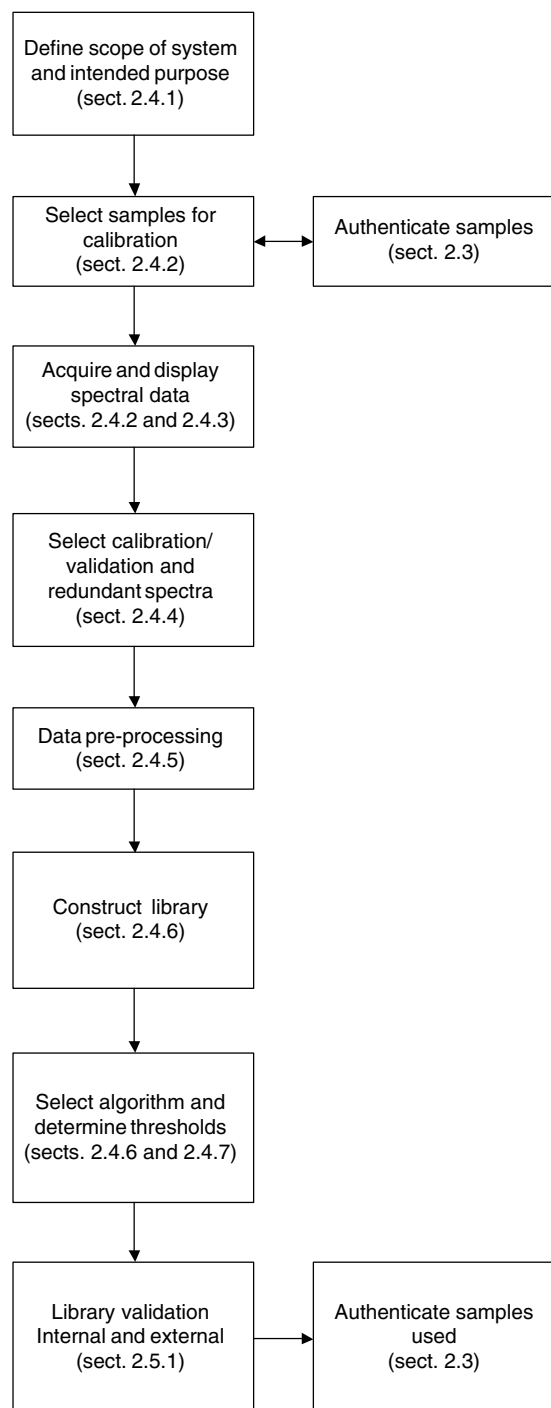 Define scope of system
and intended purpose
(sect. 2.4.1)
Select samples for
calibration
(sect. 2.4.2)
Authenticate samples
(sect. 2.3)
Acquire and display
spectral data
(sects. 2.4.2 and 2.4.3)
Select calibration/
validation and
redundant spectra
(sect. 2.4.4)
Data pre-processing
(sect. 2.4.5)
Construct library
(sect. 2.4.6)
Select algorithm and
determine thresholds
(sects. 2.4.6 and 2.4.7)
Library validation
Internal and external
(sect. 2.5.1)
Authenticate samples
used
(sect. 2.3)